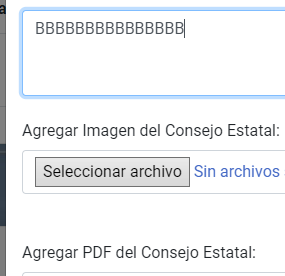 BBBBBBBBBBBBBBB
Agregar Imagen del Consejo Estatal:
Seleccionar archivo Sin archivos
Agregar PDF del Consejo Estatal: